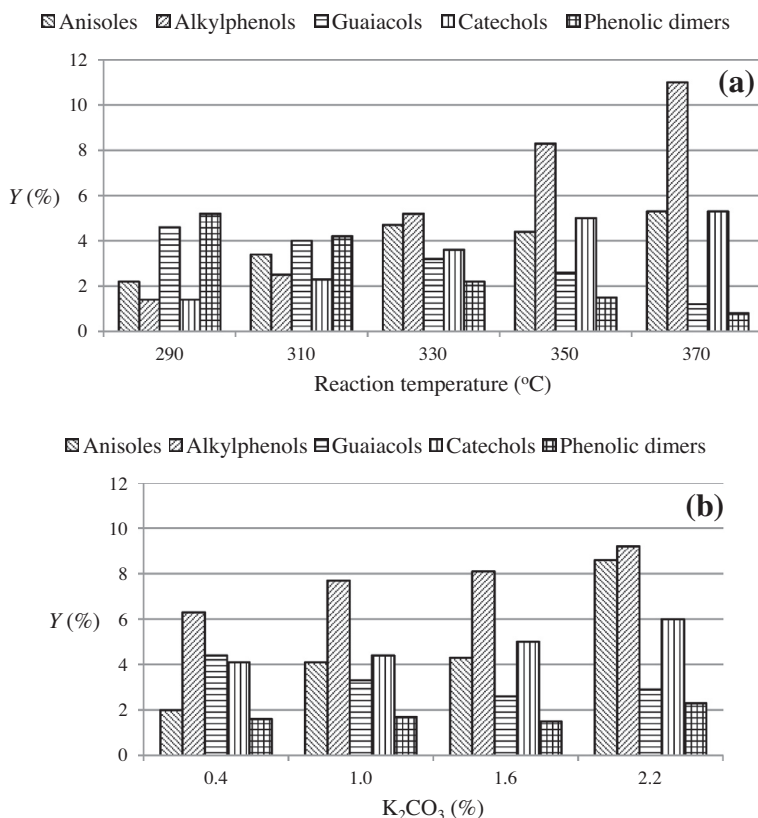 Anisoles Alkylphenols Guaiacols Catechols Phenolic dimers
(a)
12
10
8
6
4
2
0
Y (%)
290 310 330 350 370
Reaction temperature (°C)
Anisoles Alkylphenols Guaiacols Catechols Phenolic dimers
(b)
12
10
8
6
4
2
0
Y (%)
0.4 1.0 1.6 2.2
K₂CO₃ (%)